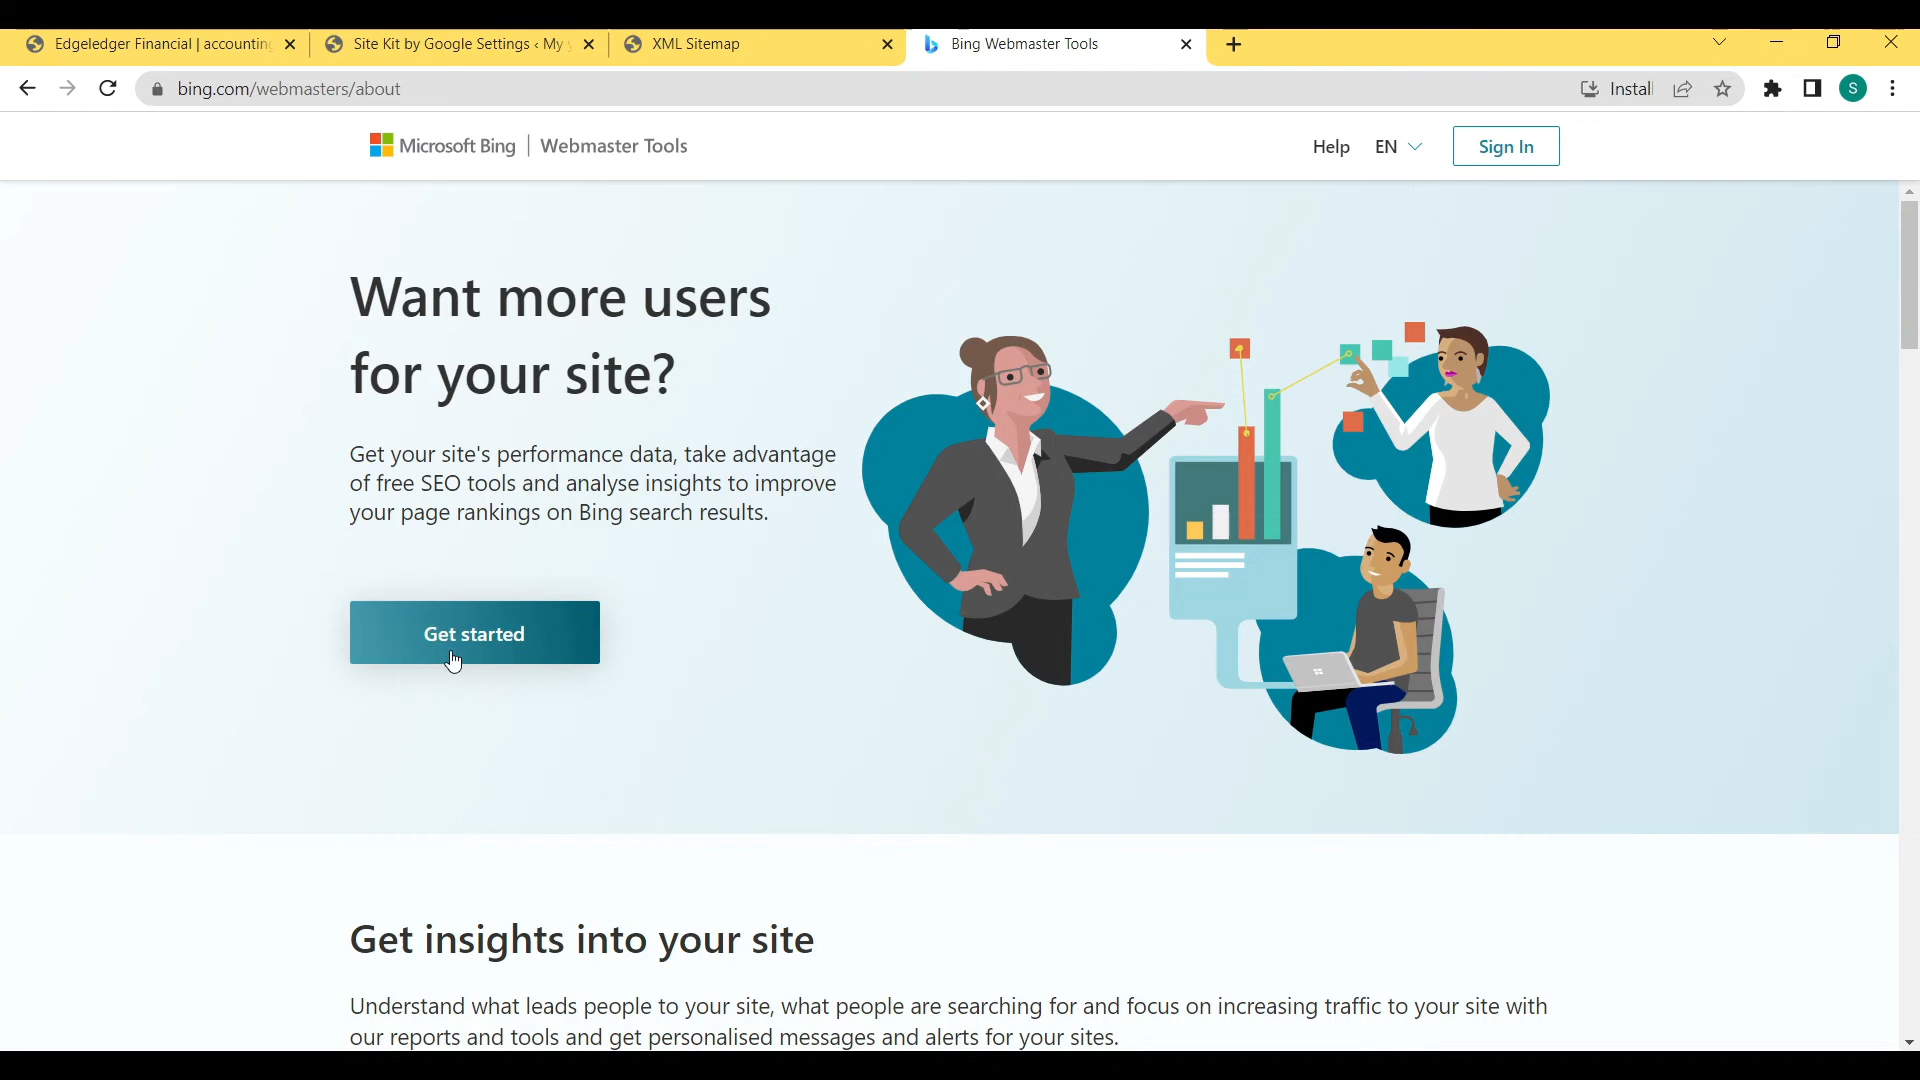 Edgeledger Financial | accounting
Site Kit by Google Settings ‹ My
XML Sitemap
Bing Webmaster Tools
bing.com/webmasters/about
Install
S
Microsoft Bing | Webmaster Tools
Help
EN
Sign In
Want more users
for your site?
Get your site's performance data, take advantage
of free SEO tools and analyse insights to improve
your page rankings on Bing search results.
Get started
Get insights into your site
Understand what leads people to your site, what people are searching for and focus on increasing traffic to your site with
our reports and tools and get personalised messages and alerts for your sites.